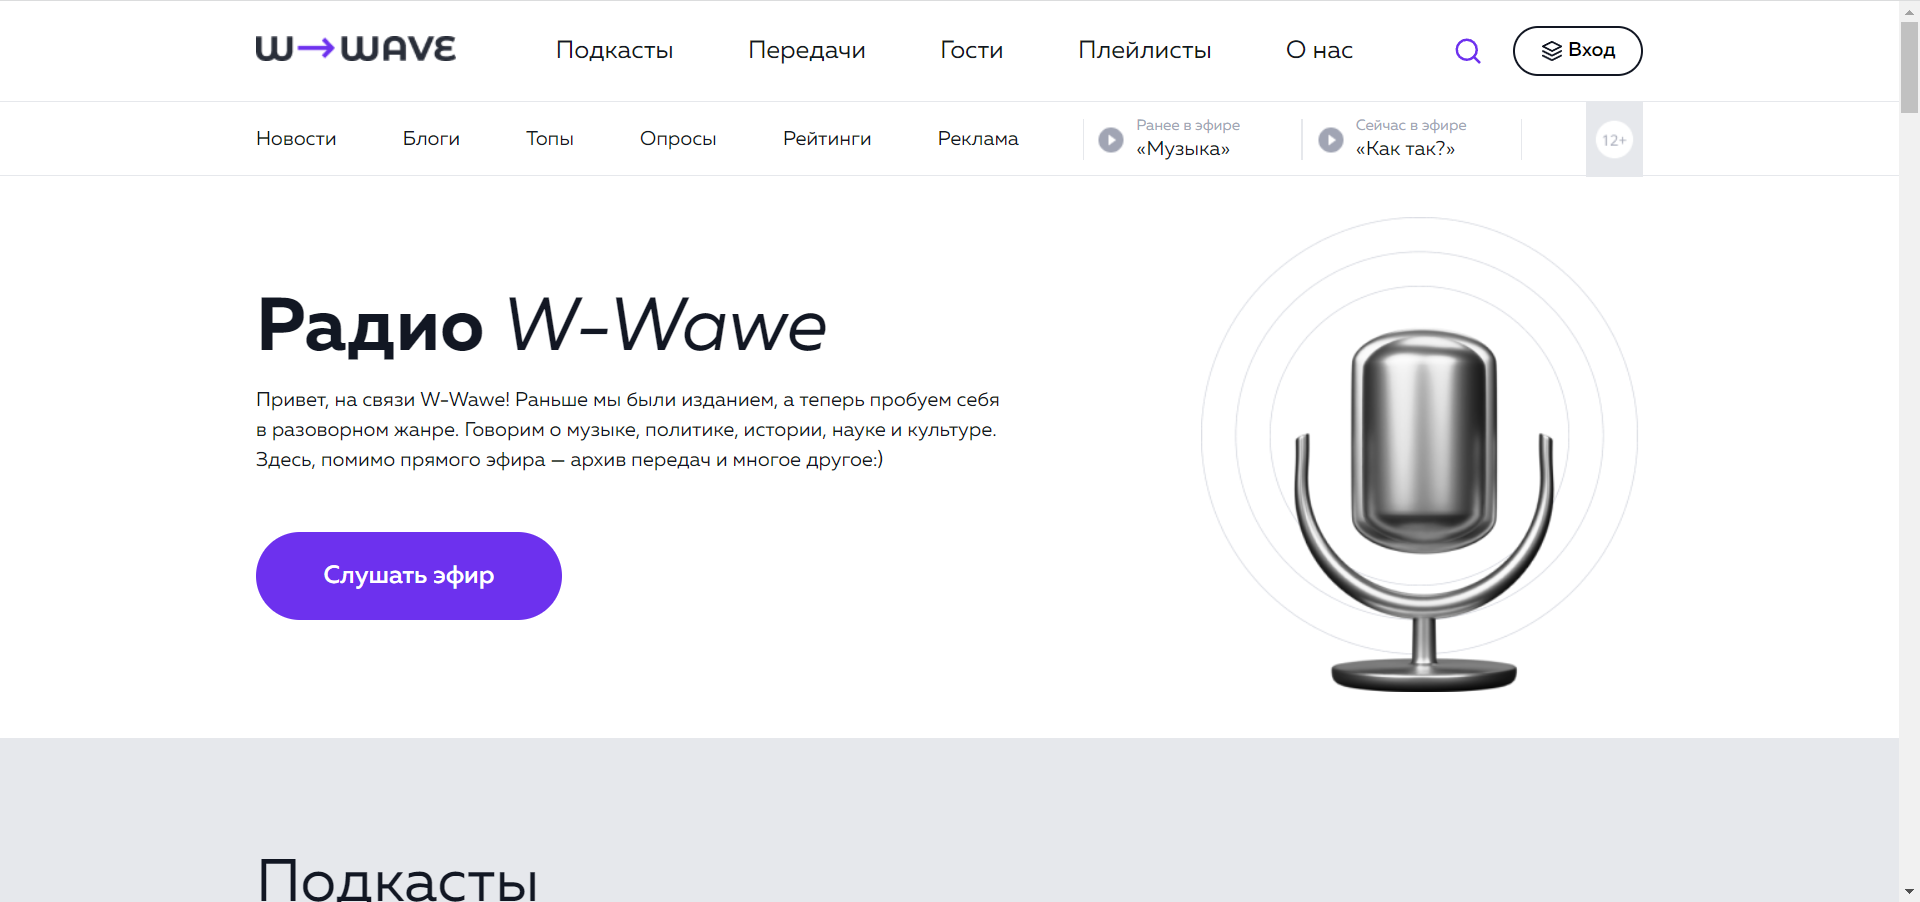 W→WAVE
Подкасты Передачи Гости Плейлисты О нас Вход
Новости Блоги Топы Опросы Рейтинги Реклама
Ранее в эфире
«Музыка»
Сейчас в эфире
«Как так?»
12+
Радио W-Wawe
Привет, на связи W-Wawe! Раньше мы были изданием, а теперь пробуем себя
в разоворном жанре. Говорим о музыке, политике, истории, науке и культуре.
Здесь, помимо прямого эфира — архив передач и многое другое:)
Слушать эфир
Подкасты